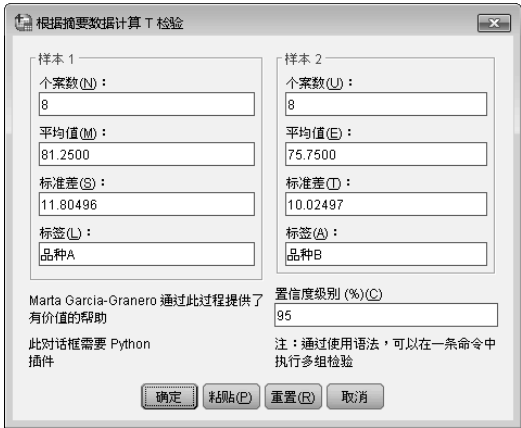 根据摘要数据计算 T 检验
样本 1
个案数(N)：
8
平均值(M)：
81.2500
标准差(S)：
11.80496
标签(L)：
品种A
样本 2
个案数(U)：
8
平均值(E)：
75.7500
标准差(T)：
10.02497
标签(A)：
品种B
Marta Garcia-Granero 通过此过程提供了
有价值的帮助
此对话框需要 Python
插件
置信度级别 (%)(C)
95
注：通过使用语法，可以在一条命令中
执行多组检验
确定
粘贴(P)
重置(R)
取消